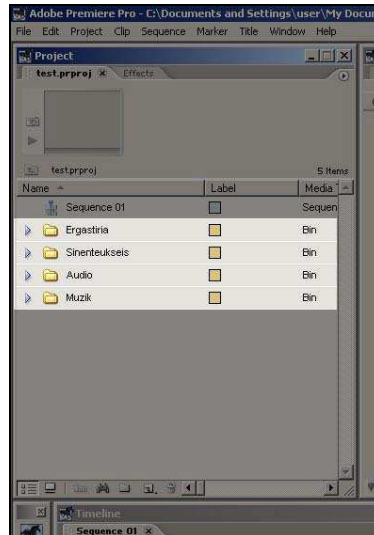 Adobe Premiere Pro - C:\Documents and Settings\user\My Docu
File Edit Project Clip Sequence Marker Title Window Help
Project
test.prproj × Effects
test.prproj 5 Items
Name Label Media
Sequence 01 Sequen
Ergastiria Bin
Sinenteukseis Bin
Audio Bin
Muzik Bin
Timeline
Sequence 01 ×